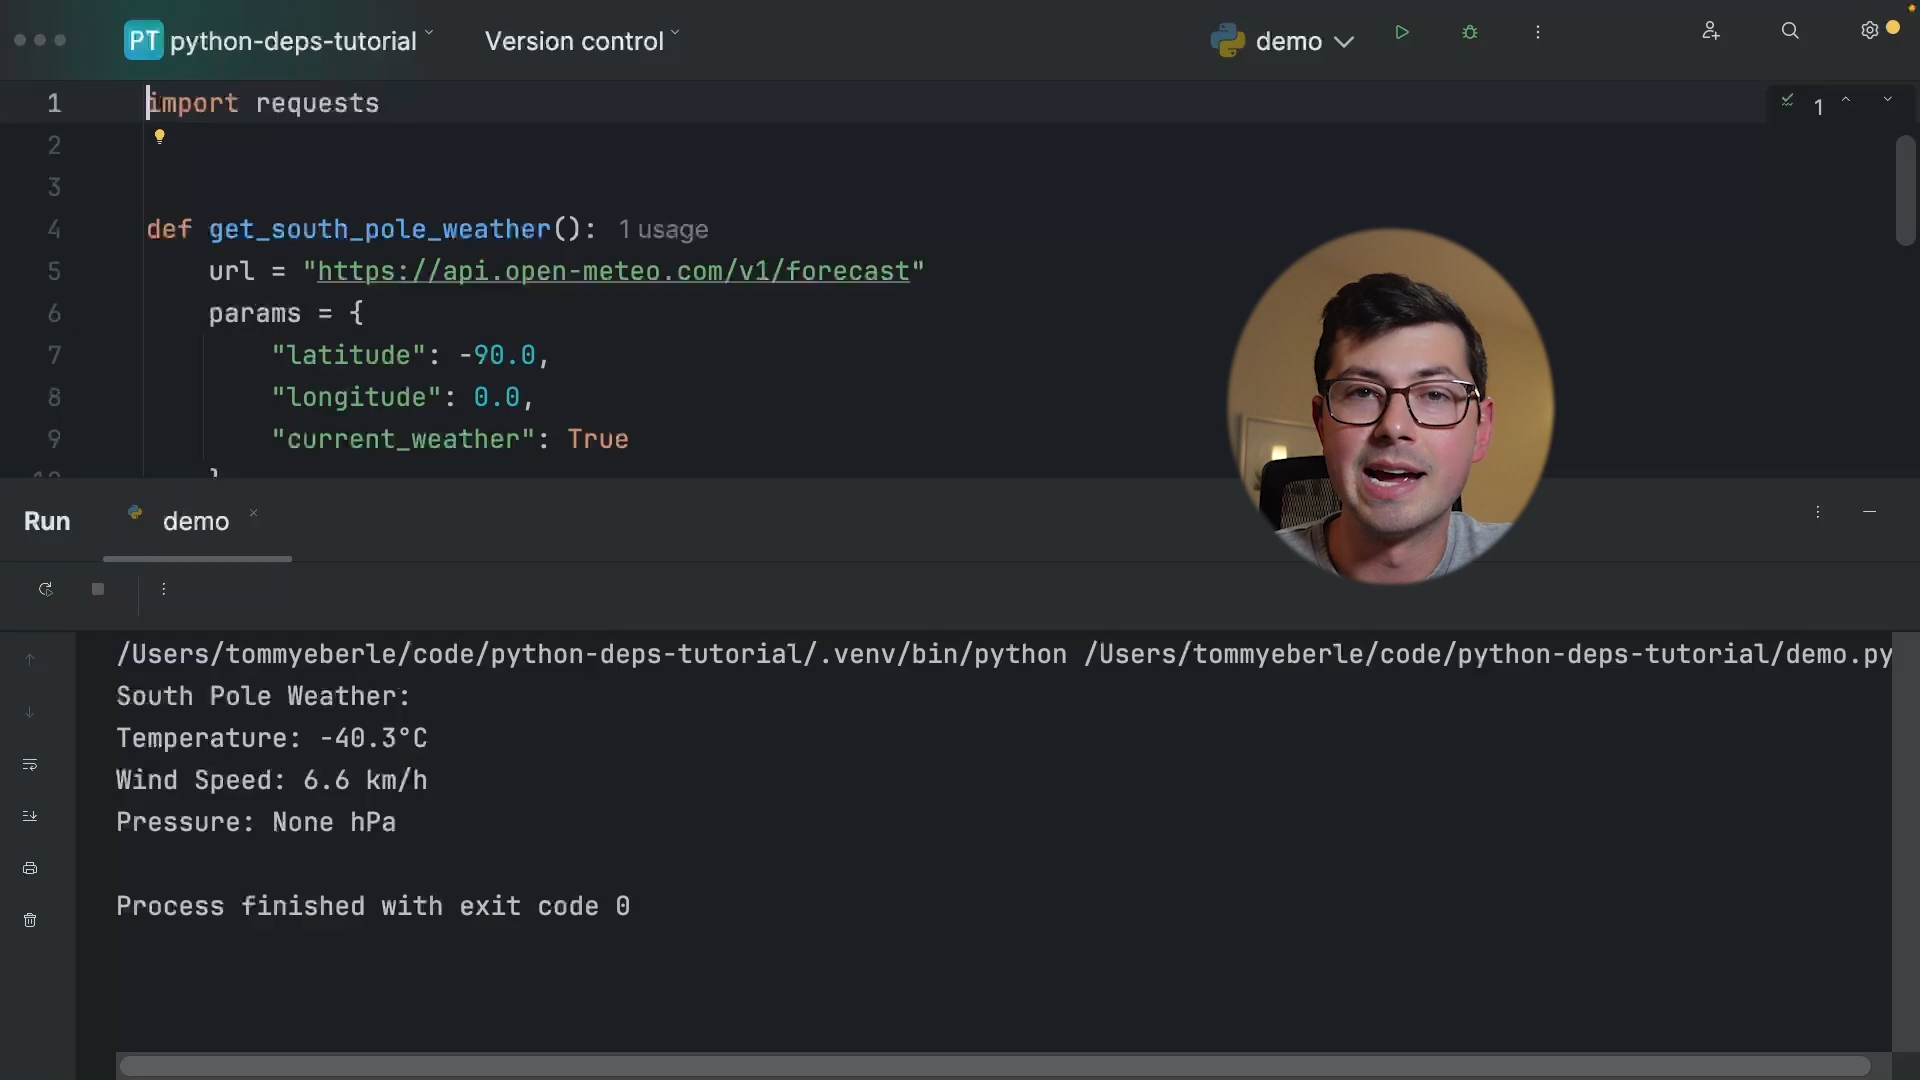 PT python-deps-tutorial Version control demo
1 import requests 1
2
3
4 def get_south_pole_weather(): 1 usage
5 url = "https://api.open-meteo.com/v1/forecast"
6 params = {
7 "latitude": -90.0,
8 "longitude": 0.0,
9 "current_weather": True
Run demo
/Users/tommyeberle/code/python-deps-tutorial/.venv/bin/python /Users/tommyeberle/code/python-deps-tutorial/demo.py
South Pole Weather:
Temperature: -40.3°C
Wind Speed: 6.6 km/h
Pressure: None hPa
Process finished with exit code 0